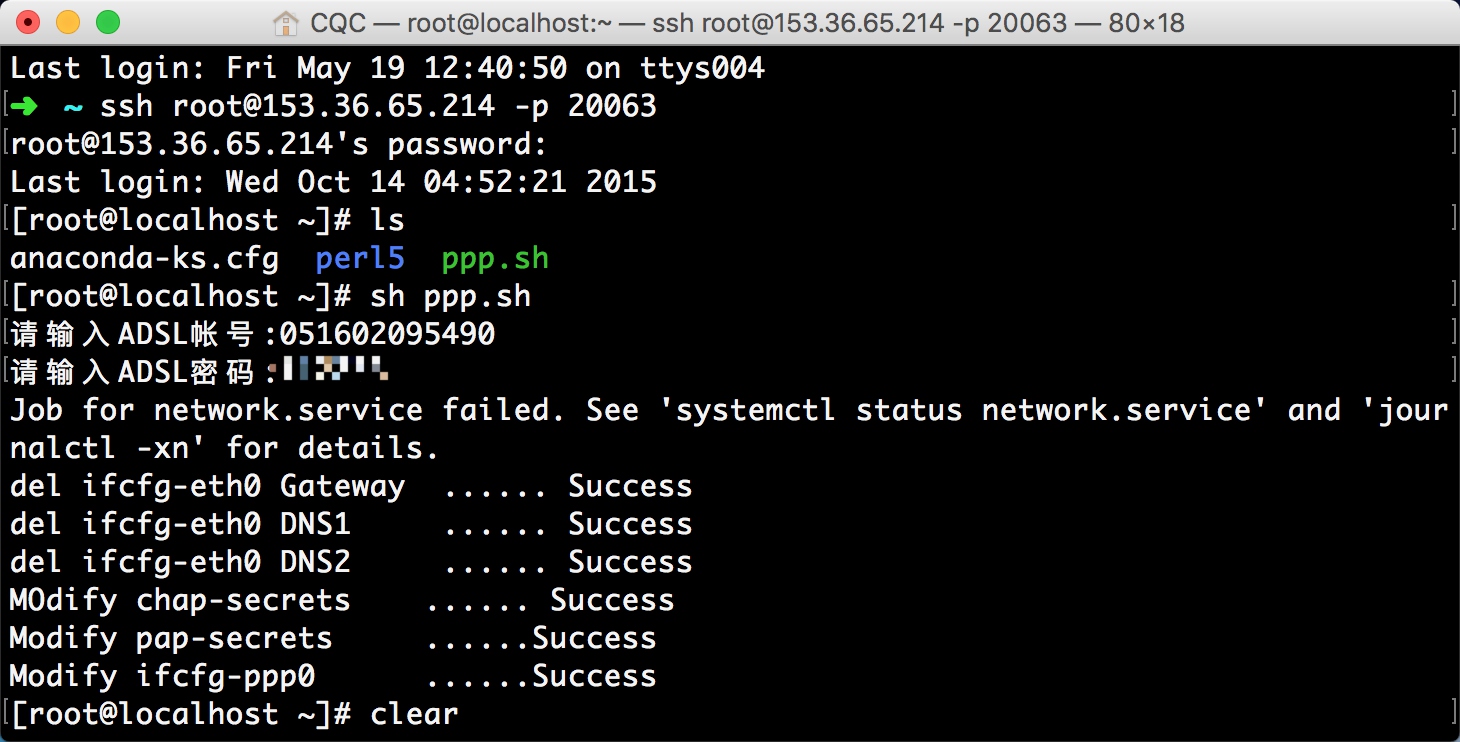 CQC — root@localhost:~ — ssh root@153.36.65.214 -p 20063 — 80×18
Last login: Fri May 19 12:40:50 on ttys004
➜  ~ ssh root@153.36.65.214 -p 20063
root@153.36.65.214's password:
Last login: Wed Oct 14 04:52:21 2015
[root@localhost ~]# ls
anaconda-ks.cfg  perl5  ppp.sh
[root@localhost ~]# sh ppp.sh
请输入ADSL帐号:051602095490
请输入ADSL密码:
Job for network.service failed. See 'systemctl status network.service' and 'jour
nalctl -xn' for details.
del ifcfg-eth0 Gateway  ...... Success
del ifcfg-eth0 DNS1     ...... Success
del ifcfg-eth0 DNS2     ...... Success
MOdify chap-secrets    ...... Success
Modify pap-secrets     ......Success
Modify ifcfg-ppp0      ......Success
[root@localhost ~]# clear